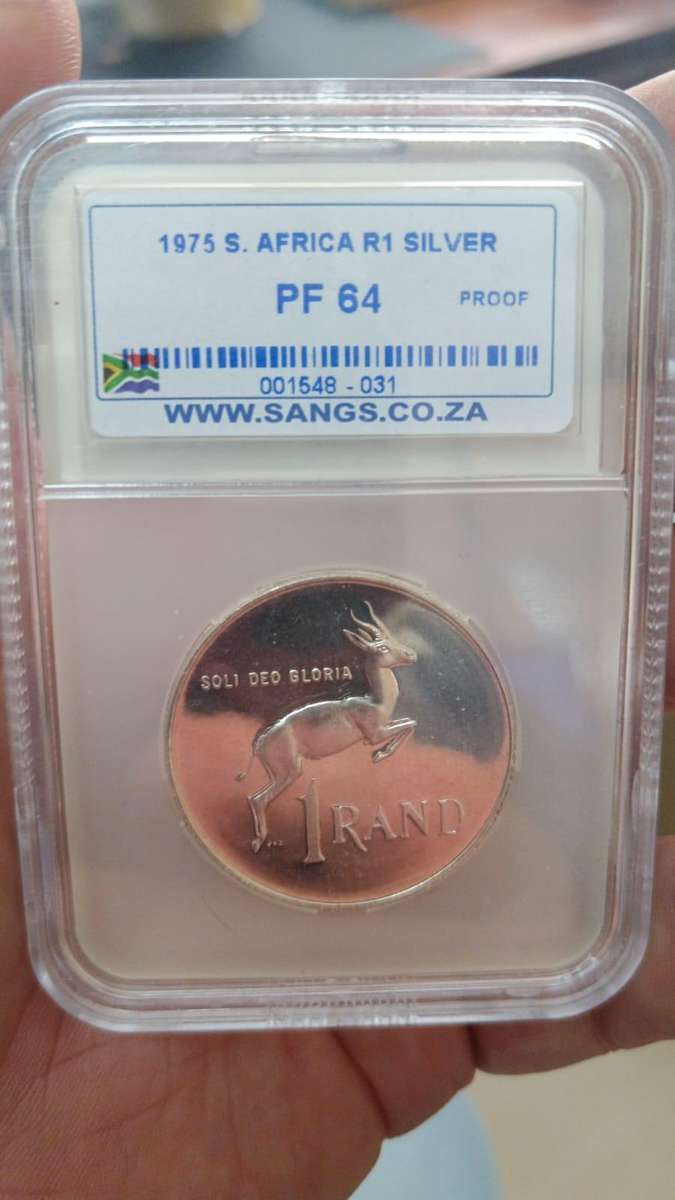 1975 S. AFRICA R1 SILVER
PF 64 PROOF
001548 - 031
WWW.SANGS.CO.ZA
SOLI DEO GLORIA
1 RAND